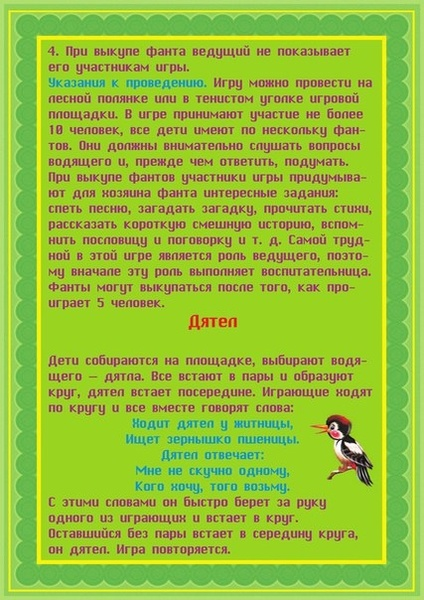 4. При выкупе фанта ведущий не показывает
его участникам игры.
Указания к проведению. Игру можно провести на
лесной полянке или в тенистом уголке игровой
площадки. В игре принимают участие не более
10 человек, все дети имеют по нескольку фан-
тов. Они должны внимательно слушать вопросы
водящего и, прежде чем ответить, подумать.
При выкупе фантов участники игры придумыва-
ют для хозяина фанта интересные задания:
спеть песню, загадать загадку, прочитать стихи,
рассказать короткую смешную историю, вспом-
нить пословицу и поговорку и т. д. Самой труд-
ной в этой игре является роль ведущего, поэто-
му вначале эту роль выполняет воспитательница.
Фанты могут выкупаться после того, как про-
играет 5 человек.
Дятел
Дети собираются на площадке, выбирают водя-
щего – дятла. Все встают в пары и образуют
круг, дятел встает посередине. Играющие ходят
по кругу и все вместе говорят слова:
Ходит дятел у житницы,
Ищет зернышко пшеницы.
Дятел отвечает:
Мне не скучно одному,
Кого хочу, того возьму.
С этими словами он быстро берет за руку
одного из играющих и встает в круг.
Оставшийся без пары встает в середину круга,
он дятел. Игра повторяется.